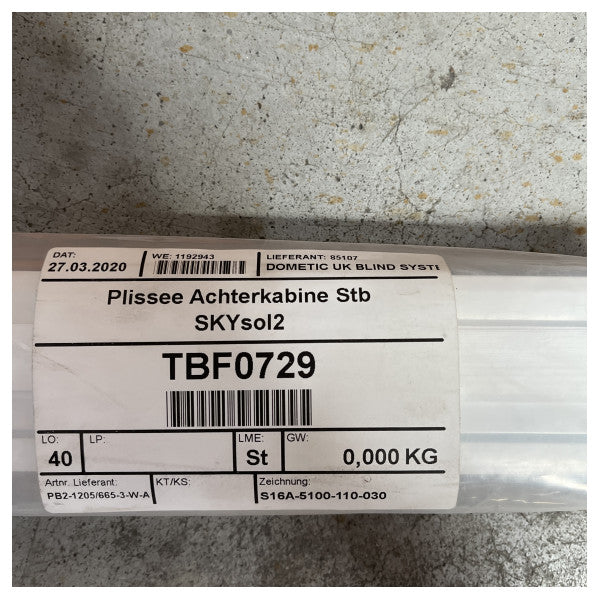 DAT:
27.03.2020
WE: 1192943
LIEFERANT: 85107
DOMETIC UK BLIND SYSTE
Plissee Achterkabine Stb
SKYsol2
TBF0729
LO:
40
LP:
LME:
St
GW:
0,000 KG
Artnr. Lieferant:
PB2-1205/665-3-W-A
KT/KS:
Zeichnung:
S16A-5100-110-030